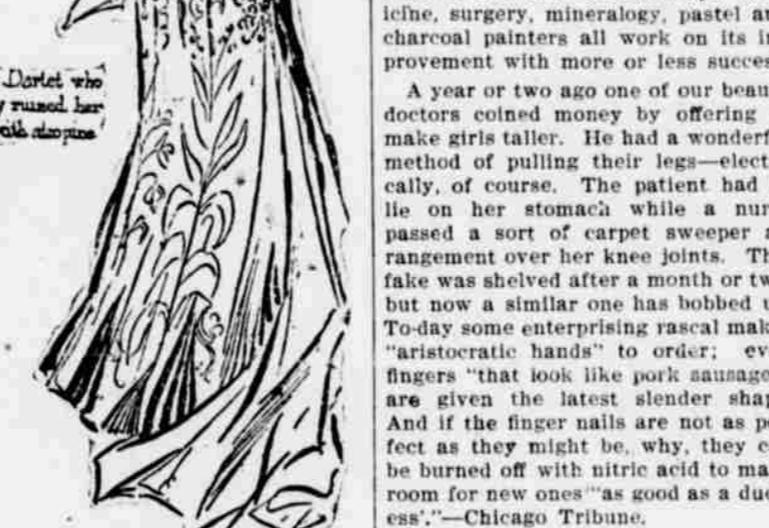 Dartet who
y ruined her
with atropine
icine, surgery, mineralogy, pastel a
charcoal painters all work on its i
provement with more or less succes
A year or two ago one of our beau
doctors coined money by offering
make girls taller. He had a wonderf
method of pulling their legs—elect
cally, of course. The patient had
lie on her stomach while a nur
passed a sort of carpet sweeper a
rangement over her knee joints. Th
fake was shelved after a month or tw
but now a similar one has bobbed u
To-day some enterprising rascal mak
"aristocratic hands" to order; ev
fingers "that look like pork sausage
are given the latest slender shap
And if the finger nails are not as pe
fect as they might be, why, they c
be burned off with nitric acid to ma
room for new ones "'as good as a duc
ess'."—Chicago Tribune.